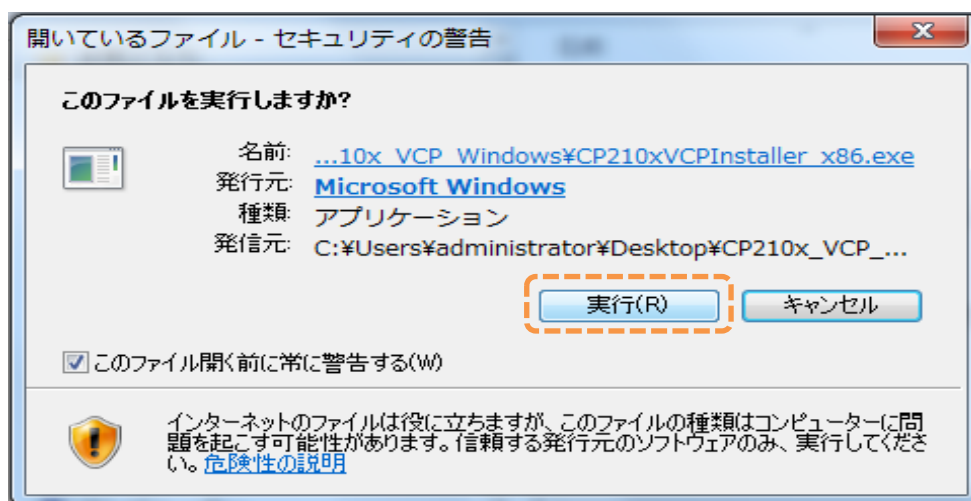 開いているファイル - セキュリティの警告
このファイルを実行しますか?
名前: ...10x_VCP_Windows¥CP210xVCPInstaller_x86.exe
発行元: Microsoft Windows
種類: アプリケーション
発信元: C:¥Users¥administrator¥Desktop¥CP210x_VCP_...
実行(R) キャンセル
このファイル開く前に常に警告する(W)
インターネットのファイルは役に立ちますが、このファイルの種類はコンピューターに問
題を起こす可能性があります。信頼する発行元のソフトウェアのみ、実行してくださ
い。危険性の説明